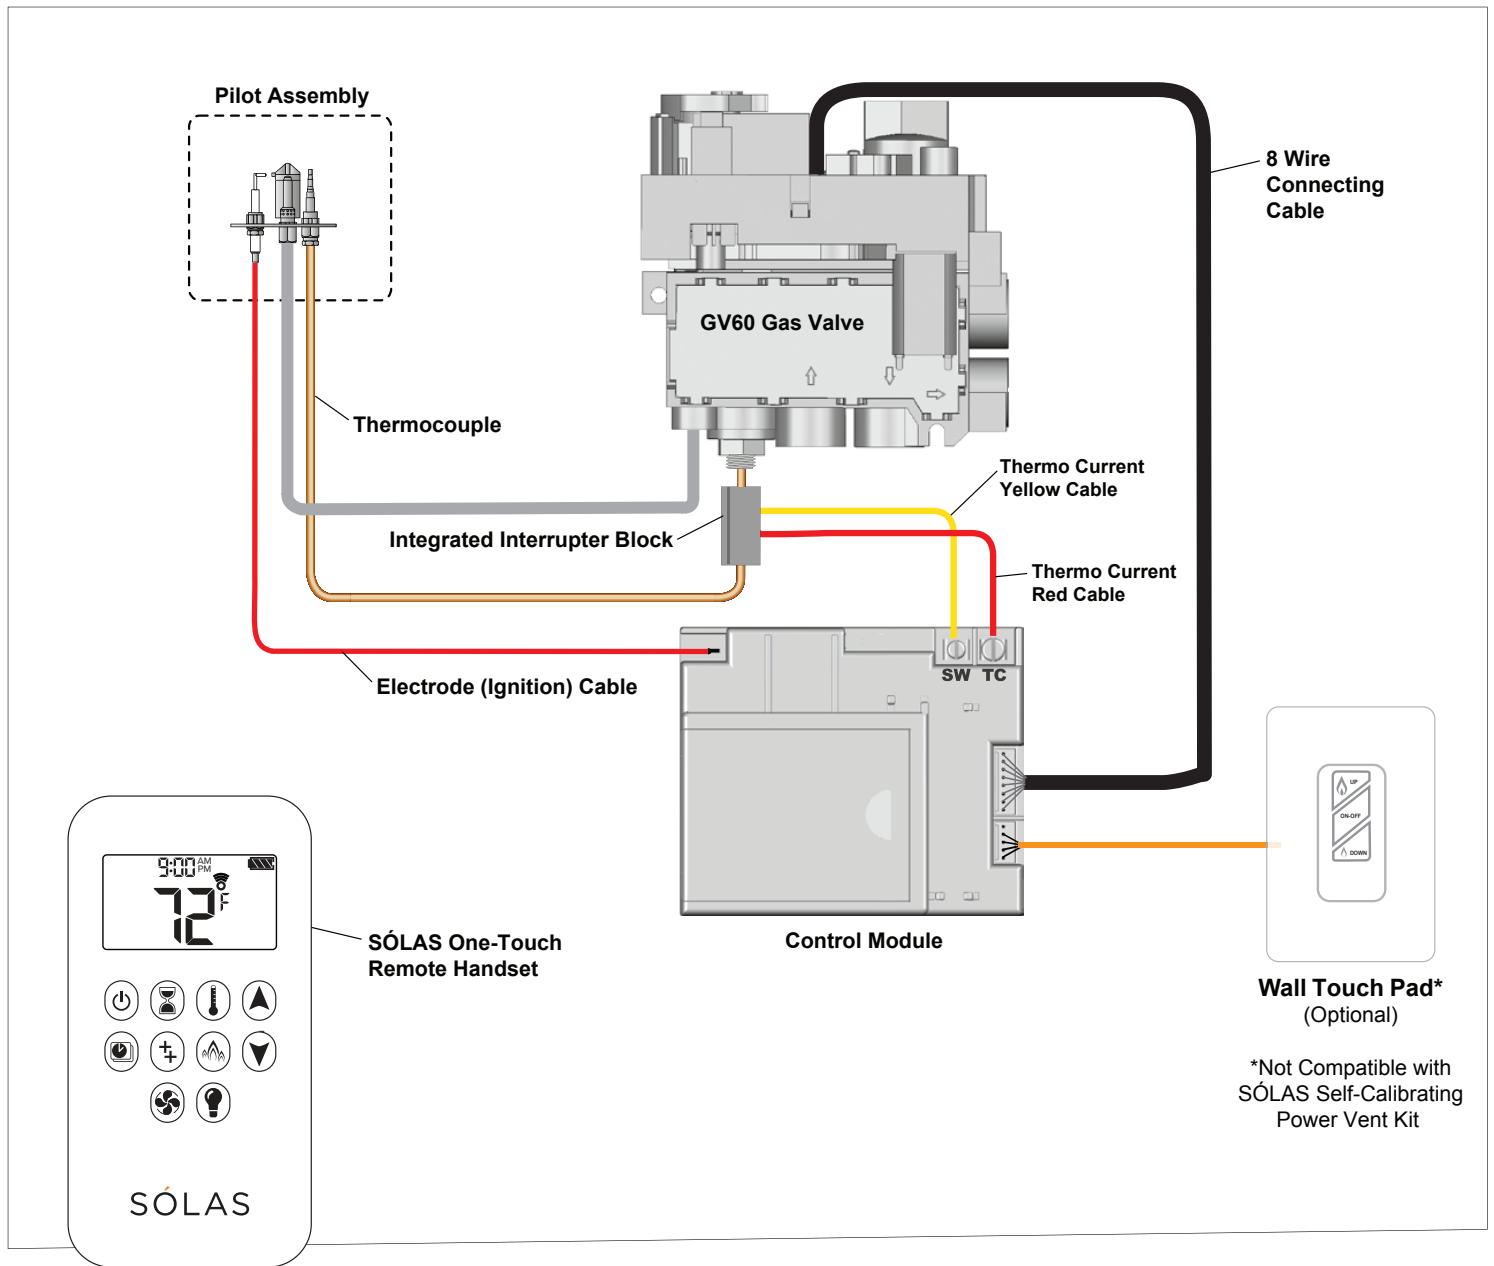 Pilot Assembly
8 Wire
Connecting
Cable
GV60 Gas Valve
Thermocouple
Thermo Current
Yellow Cable
Integrated Interrupter Block
Thermo Current
Red Cable
SW TC
Electrode (Ignition) Cable
UP
ON-OFF
DOWN
9:00 AM
PM
72°F
SÓLAS One-Touch
Remote Handset
Control Module
Wall Touch Pad*
(Optional)
*Not Compatible with
SÓLAS Self-Calibrating
Power Vent Kit
SÓLAS